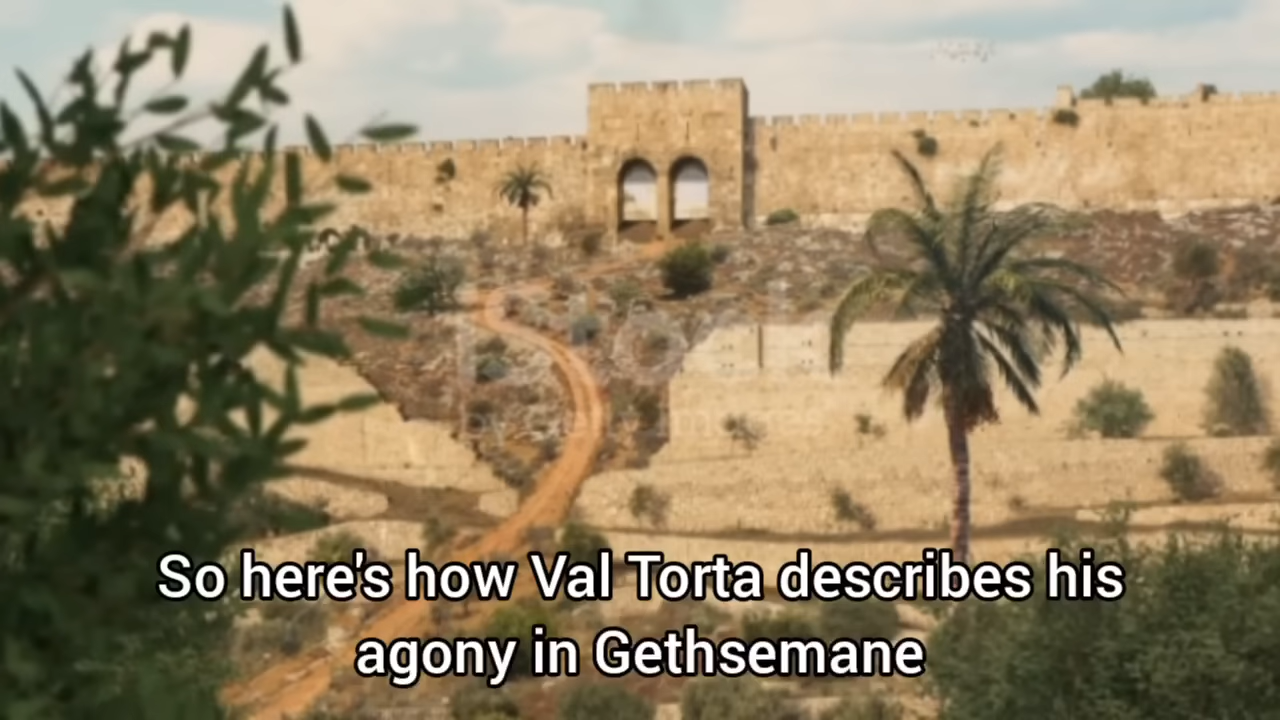 So here's how Val Torta describes his
agony in Gethsemane